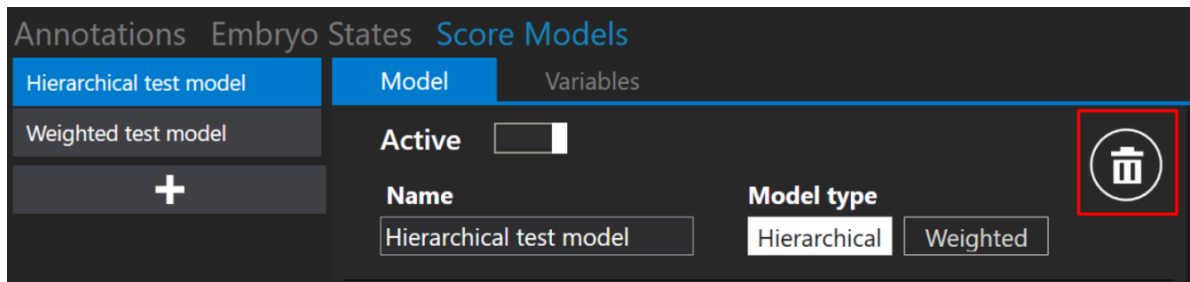 Annotations Embryo States Score Models
Hierarchical test model
Weighted test model
Model Variables
Active
Name
Hierarchical test model
Model type
Hierarchical Weighted